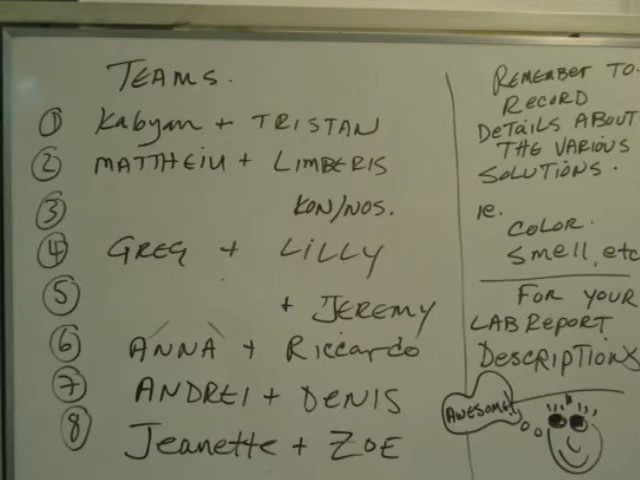 TEAMS.
① Kabyan + TRISTAN
② MATTHEIU + LIMBERIS
③ KON/NOS.
④ GREG + LILLY
⑤ + JEREMY
⑥ ANNA + Riccardo
⑦ ANDREI + DENIS
⑧ Jeanette + ZOE
REMEMBER TO.
RECORD
DETAILS ABOUT
THE VARIOUS
SOLUTIONS.
ie.
COLOR.
Smell, etc
FOR YOUR
LAB REPORT
DESCRIPTIONS
AWESOME!